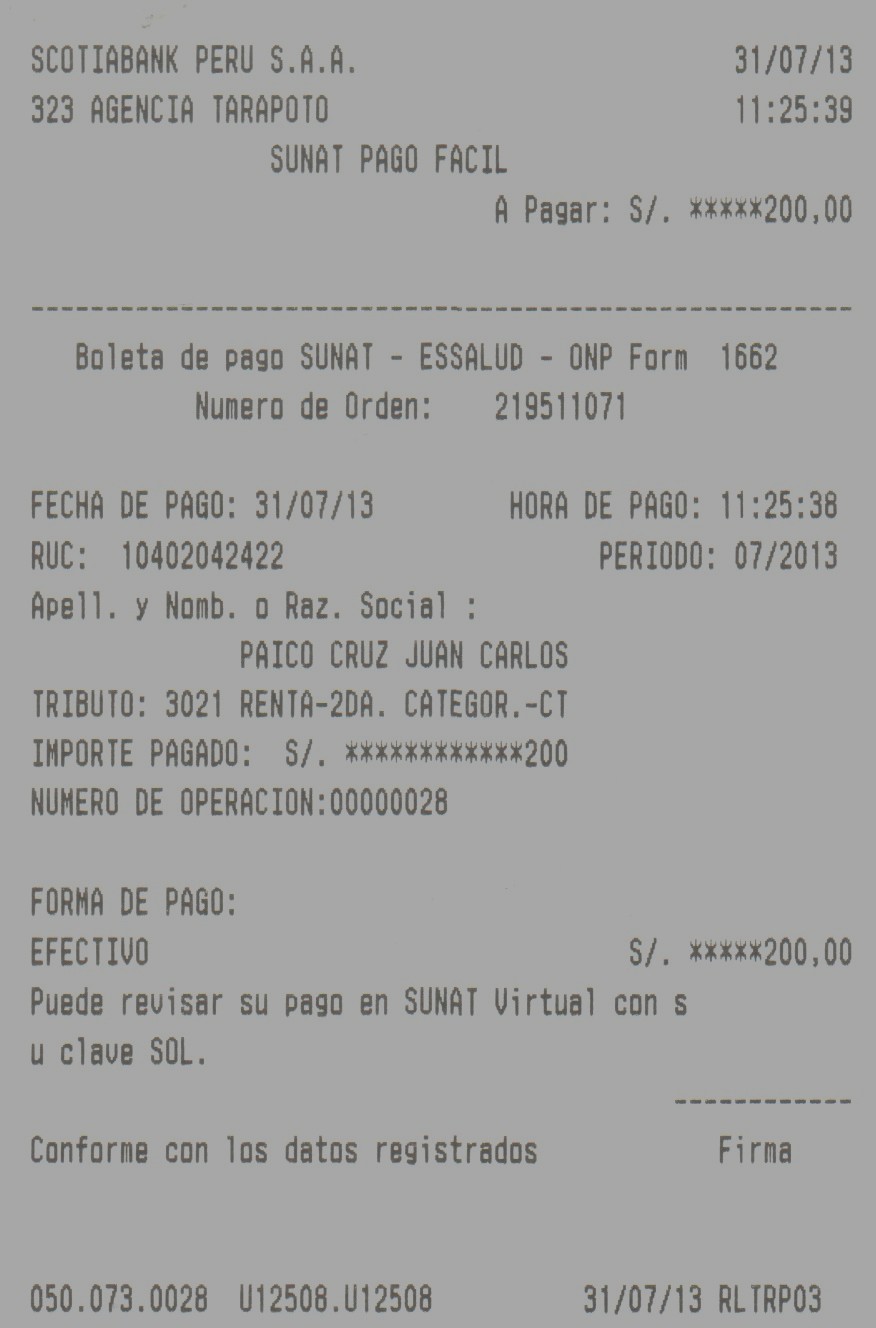 SCOTIABANK PERU S.A.A. 31/07/13
323 AGENCIA TARAPOTO 11:25:39
SUNAT PAGO FACIL
A Pagar: S/. *****200,00
-------------------------------------------------------
Boleta de pago SUNAT - ESSALUD - ONP Form 1662
Numero de Orden: 219511071
FECHA DE PAGO: 31/07/13 HORA DE PAGO: 11:25:38
RUC: 10402042422 PERIODO: 07/2013
Apell. y Nomb. o Raz. Social :
PAICO CRUZ JUAN CARLOS
TRIBUTO: 3021 RENTA-2DA. CATEGOR.-CT
IMPORTE PAGADO: S/. ************200
NUMERO DE OPERACION:00000028
FORMA DE PAGO:
EFECTIVO S/. *****200,00
Puede revisar su pago en SUNAT Virtual con s
u clave SOL.
------------
Conforme con los datos registrados Firma
050.073.0028 U12508.U12508 31/07/13 RLTRP03